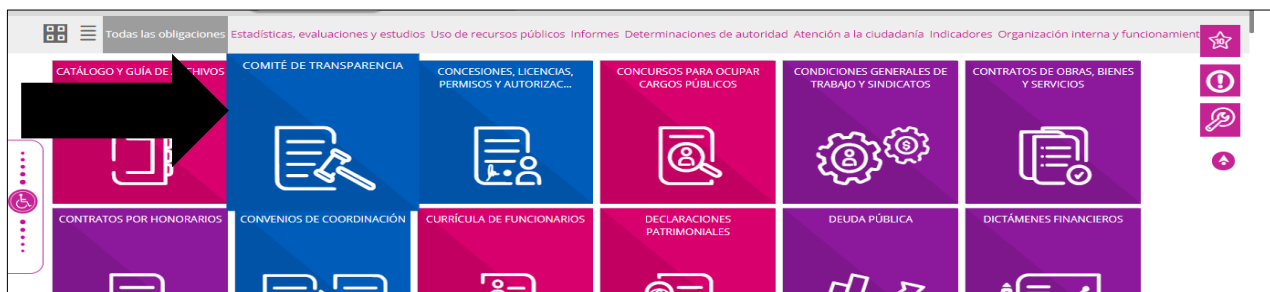 Todas las obligaciones Estadísticas, evaluaciones y estudios Uso de recursos públicos Informes Determinaciones de autoridad Atención a la ciudadanía Indicadores Organización interna y funcionamient
CATÁLOGO Y GUÍA DE ARCHIVOS
COMITÉ DE TRANSPARENCIA
CONCESIONES, LICENCIAS,
PERMISOS Y AUTORIZAC...
CONCURSOS PARA OCUPAR
CARGOS PÚBLICOS
CONDICIONES GENERALES DE
TRABAJO Y SINDICATOS
CONTRATOS DE OBRAS, BIENES
Y SERVICIOS
CONTRATOS POR HONORARIOS
CONVENIOS DE COORDINACIÓN
CURRÍCULA DE FUNCIONARIOS
DECLARACIONES
PATRIMONIALES
DEUDA PÚBLICA
DICTÁMENES FINANCIEROS